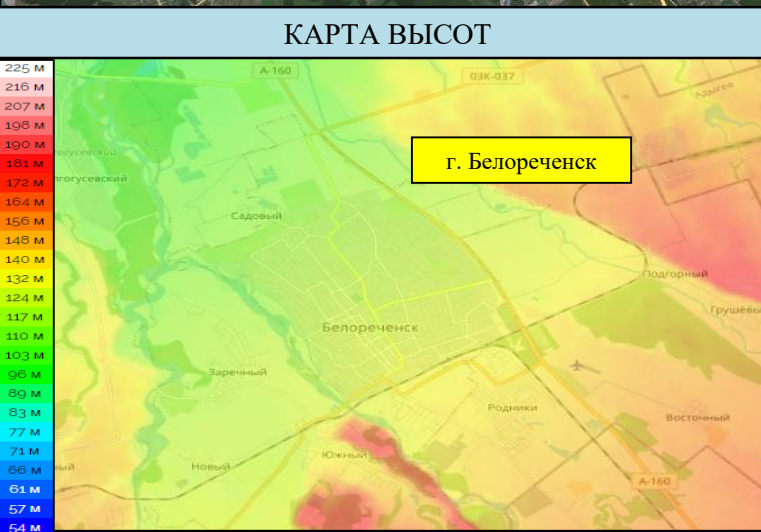 КАРТА ВЫСОТ
225 м
216 м
207 м
198 м
190 м
181 м
172 м
164 м
156 м
148 м
140 м
132 м
124 м
117 м
110 м
103 м
96 м
89 м
83 м
77 м
71 м
66 м
61 м
57 м
54 м
А-160
03К-037
Адыгея
г. Белореченск
Садовый
Подгорный
Белореченск
Заречный
Родники
Восточный
Южный
Новый
А-160